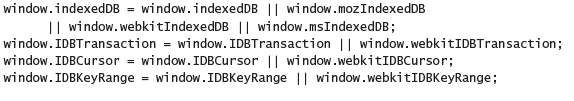 window.indexedDB = window.indexedDB || window.mozIndexedDB
|| window.webkitIndexedDB || window.msIndexedDB;
window.IDBTransaction = window.IDBTransaction || window.webkitIDBTransaction;
window.IDBCursor = window.IDBCursor || window.webkitIDBCursor;
window.IDBKeyRange = window.IDBKeyRange || window.webkitIDBKeyRange;